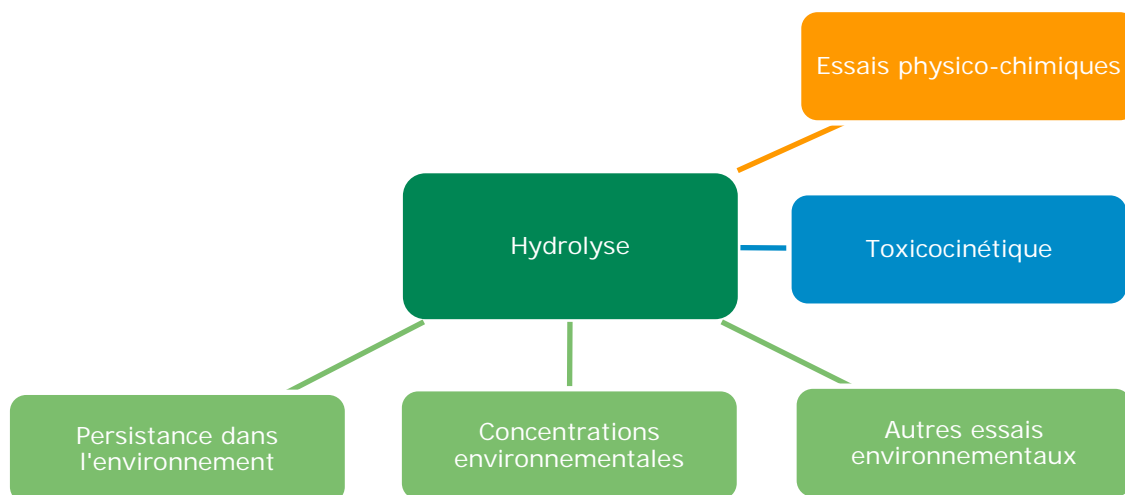 Essais physico-chimiques
Hydrolyse
Toxicocinétique
Persistance dans
l'environnement
Concentrations
environnementales
Autres essais
environnementaux